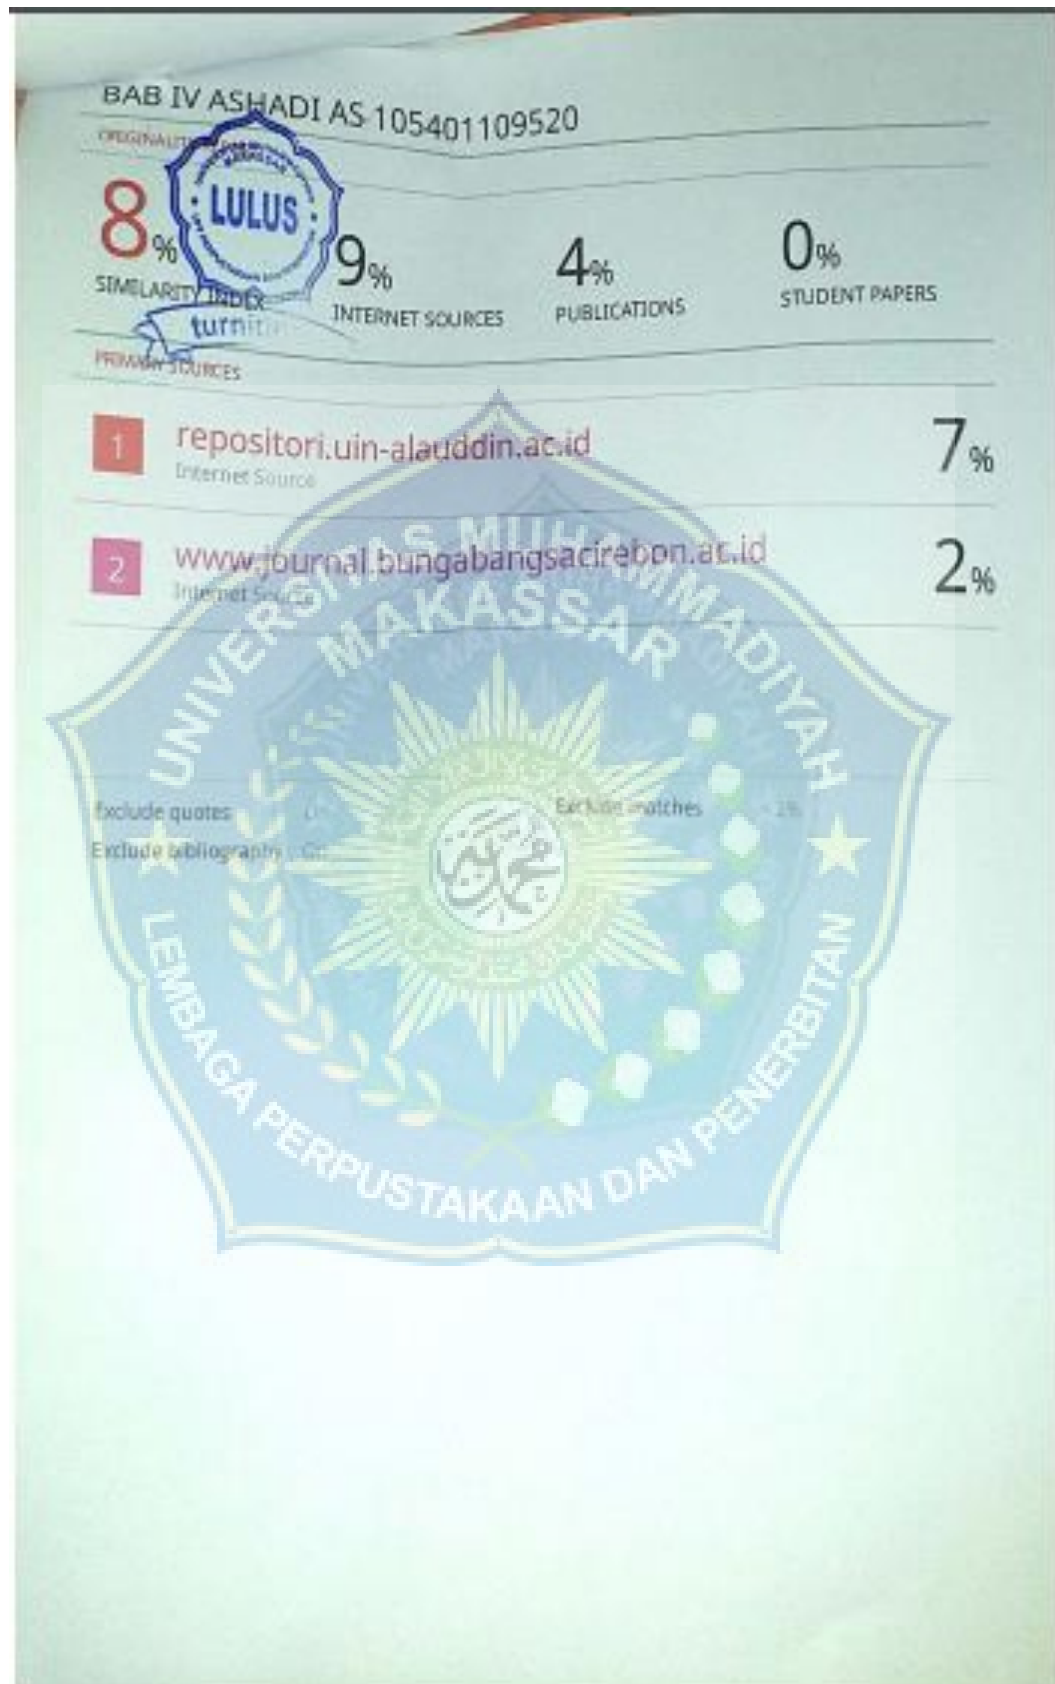 BAB IV ASHADI AS 105401109520
LULUS
8%
SIMILARITY INDEX
9%
INTERNET SOURCES
4%
PUBLICATIONS
0%
STUDENT PAPERS
turniti
PRIMARY SOURCES
1
repositori.uin-alauddin.ac.id
Internet Source
7%
2
www.journal.bungabangsacirebon.ac.id
Internet Source
2%
UNIVERSITAS MUHAMMADIYAH
MAKASSAR
Exclude quotes
Exclude matches
Exclude bibliography
LEMBAGA PERPUSTAKAAN DAN PENERBITAN